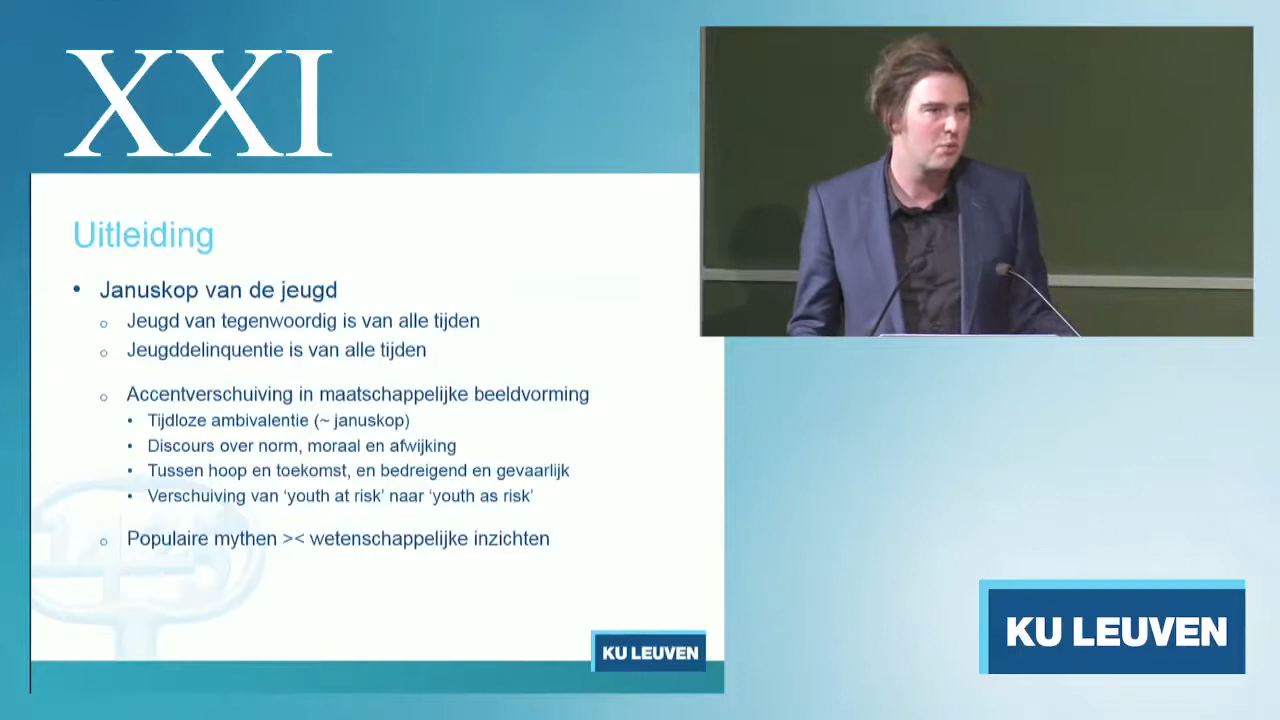 XXI
Uitleiding
• Januskop van de jeugd
o Jeugd van tegenwoordig is van alle tijden
o Jeugddelinquentie is van alle tijden
o Accentverschuiving in maatschappelijke beeldvorming
• Tijdloze ambivalentie (~ januskop)
• Discours over norm, moraal en afwijking
• Tussen hoop en toekomst, en bedreigend en gevaarlijk
• Verschuiving van ‘youth at risk’ naar ‘youth as risk’
o Populaire mythen >< wetenschappelijke inzichten
KU LEUVEN
KU LEUVEN